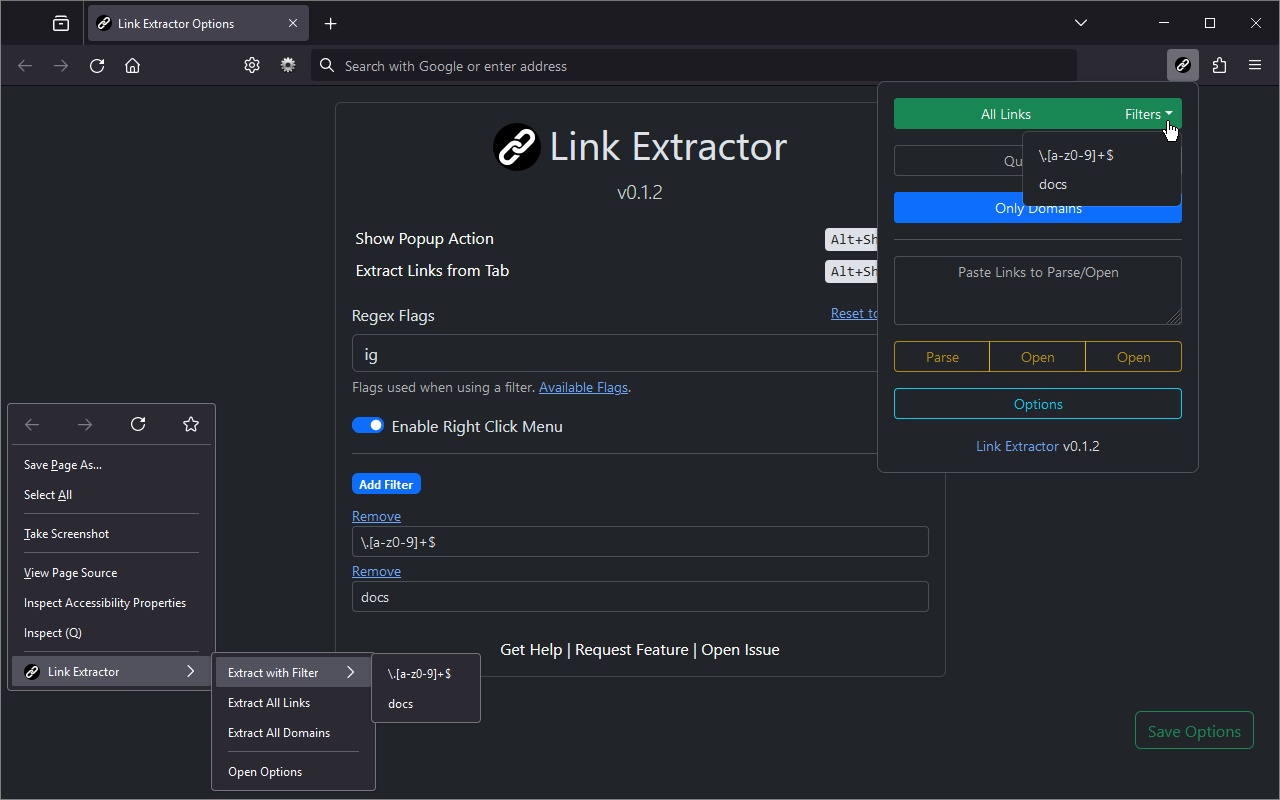 Link Extractor Options
Search with Google or enter address
Link Extractor
v0.1.2
Show Popup Action
Alt+Sh
Extract Links from Tab
Alt+Sh
Regex Flags
Reset to
ig
Flags used when using a filter. Available Flags.
Enable Right Click Menu
Add Filter
Remove
\.[a-z0-9]+$
Remove
docs
Get Help | Request Feature | Open Issue
Save Options
All Links
Filters
\.[a-z0-9]+$
docs
Qu
Only Domains
Paste Links to Parse/Open
Parse
Open
Open
Options
Link Extractor v0.1.2
Save Page As...
Select All
Take Screenshot
View Page Source
Inspect Accessibility Properties
Inspect (Q)
Link Extractor
Extract with Filter
Extract All Links
Extract All Domains
Open Options
\.[a-z0-9]+$
docs